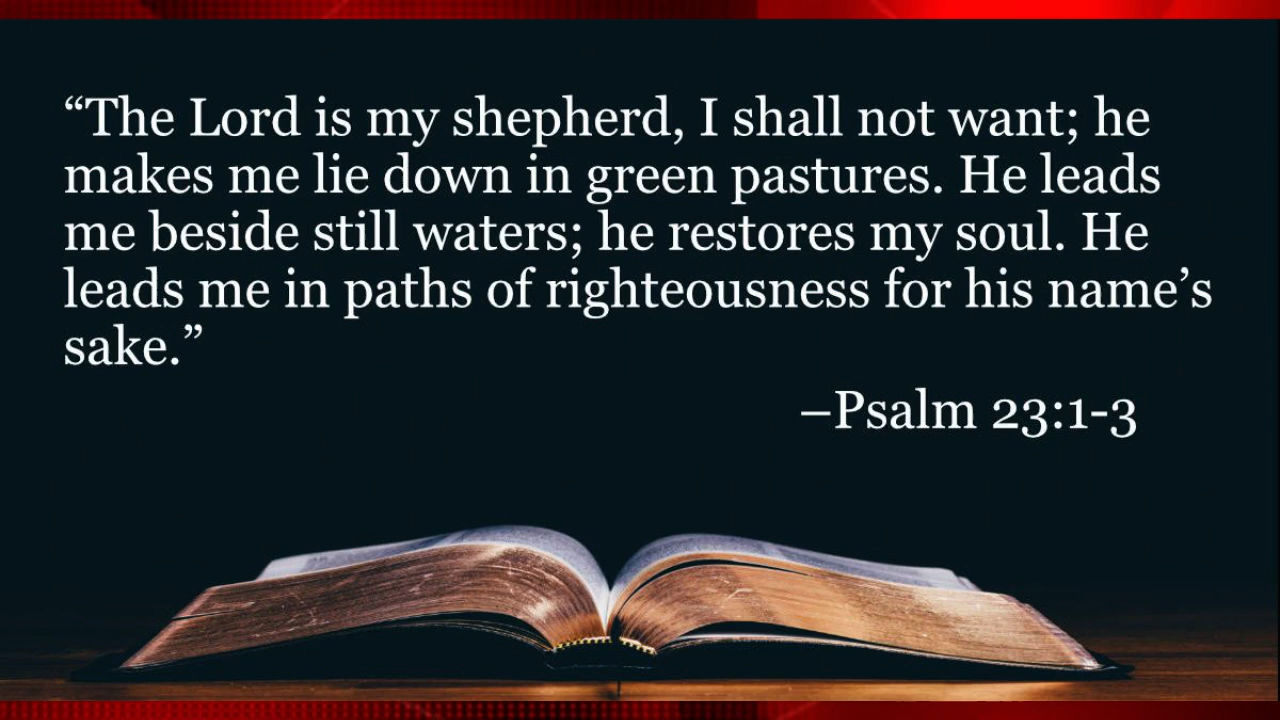 “The Lord is my shepherd, I shall not want; he
makes me lie down in green pastures. He leads
me beside still waters; he restores my soul. He
leads me in paths of righteousness for his name’s
sake.”
–Psalm 23:1-3